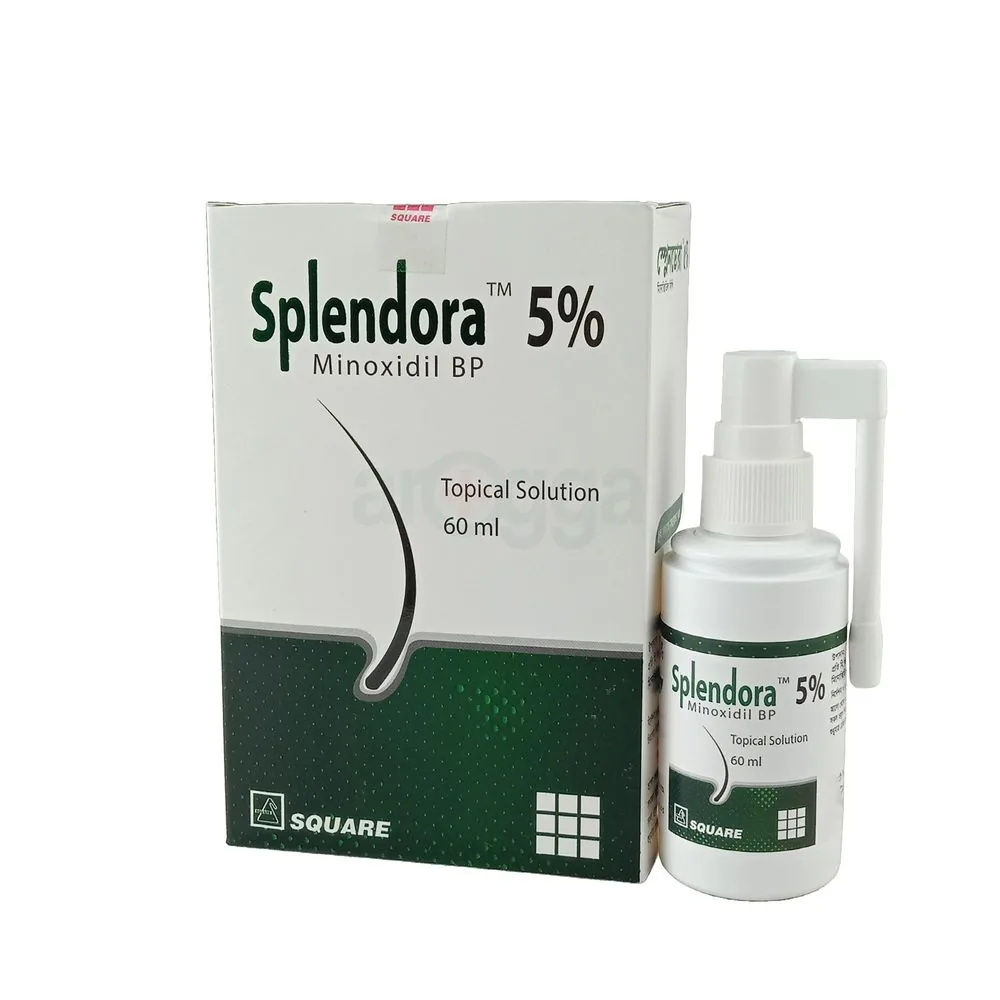 SQUARE
Splendora™ 5%
Minoxidil BP
Topical Solution
60 ml
SQUARE
arogga
Splendora™ 5%
Minoxidil BP
Topical Solution
60 ml
SQUARE